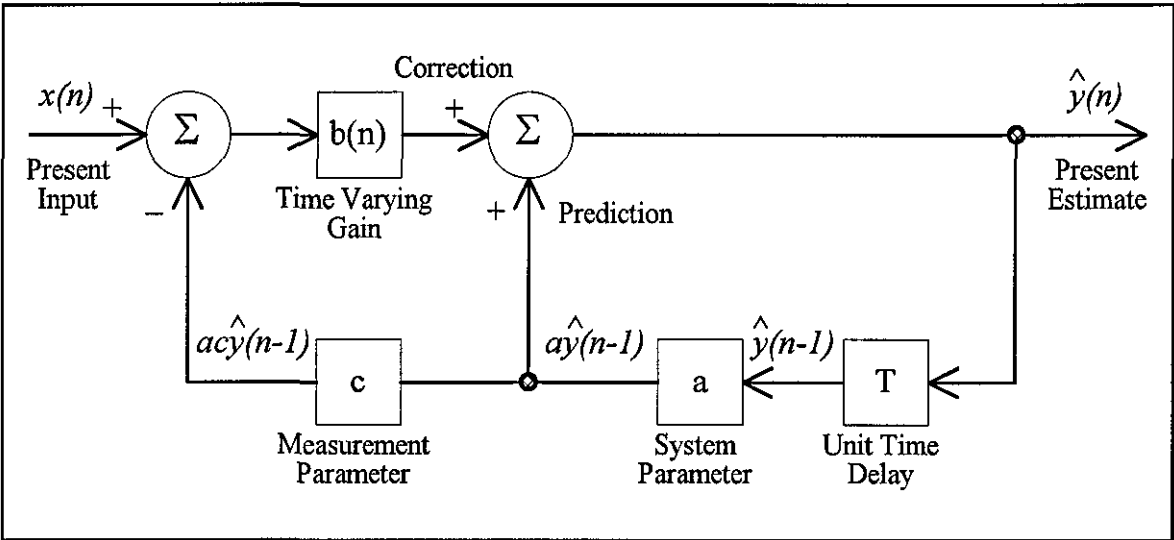 Correction
x(n)
+
Σ
b(n)
+
Σ
ŷ(n)
Present
Input
−
Time Varying
Gain
+
Prediction
Present
Estimate
acŷ(n-1)
c
aŷ(n-1)
a
ŷ(n-1)
T
Measurement
Parameter
System
Parameter
Unit Time
Delay